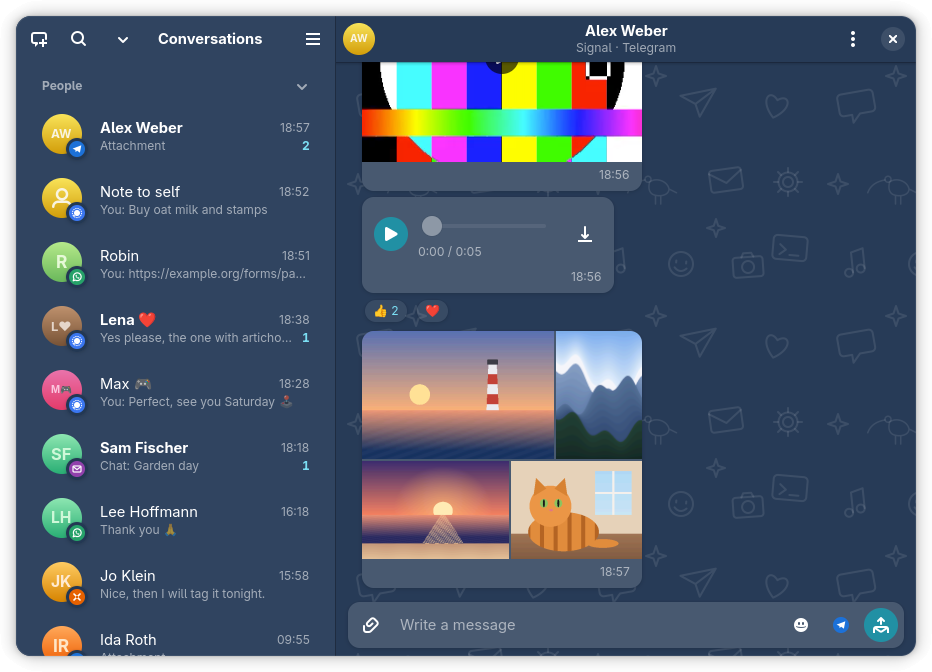 Conversations
People
AW
Alex Weber 18:57
Attachment 2
Note to self 18:52
You: Buy oat milk and stamps
R
Robin 18:51
You: https://example.org/forms/pa...
L
Lena ❤️ 18:38
Yes please, the one with articho... 1
M🎮
Max 🎮 18:28
You: Perfect, see you Saturday 🕹️
SF
Sam Fischer 18:18
Chat: Garden day 1
LH
Lee Hoffmann 16:18
Thank you 🙏
JK
Jo Klein 15:58
Nice, then I will tag it tonight.
IR
Ida Roth 09:55
Attachment
AW
Alex Weber
Signal · Telegram
18:56
0:00 / 0:05
18:56
👍 2 ❤️
18:57
Write a message